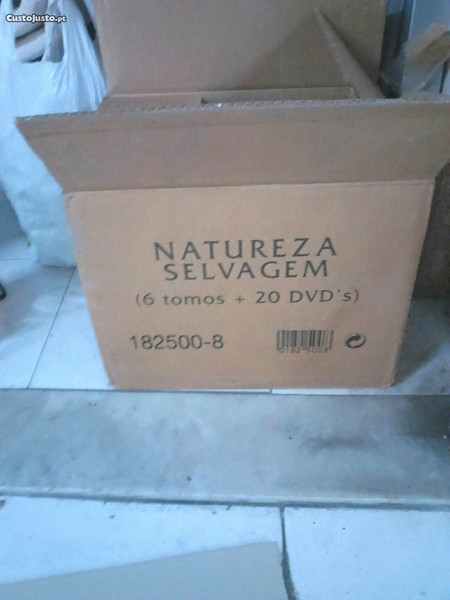 CustoJusto.pt
NATUREZA
SELVAGEM
(6 tomos + 20 DVD's)
182500-8